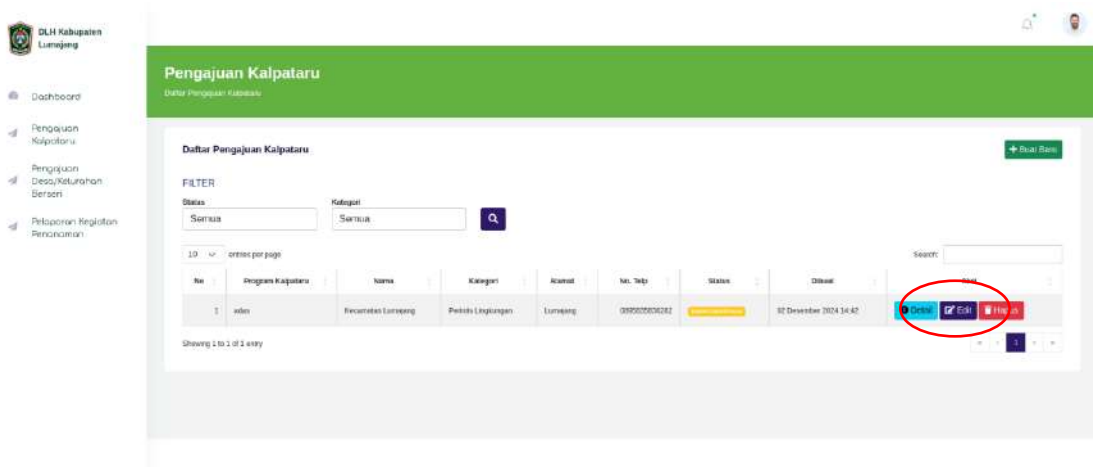 DLH Kabupaten
Lumajang
Dashboard
Pengajuan
Kalpataru
Pengajuan
Desa/Kelurahan
Berseri
Pelaporan Kegiatan
Penanaman
Pengajuan Kalpataru
Daftar Pengajuan Kalpataru
Daftar Pengajuan Kalpataru
+ Buat Baru
FILTER
Status
Kategori
Semua
Semua
10 entries per page
Search:
No Program Kalpataru Nama Kategori Alamat No. Telp Status Dibuat
1 Kecamatan Lumajang Perintis Lingkungan Lumajang 02 Desember 2024 14:42 Detail Edit Hapus
Showing 1 to 1 of 1 entry
« ‹ 1 › »